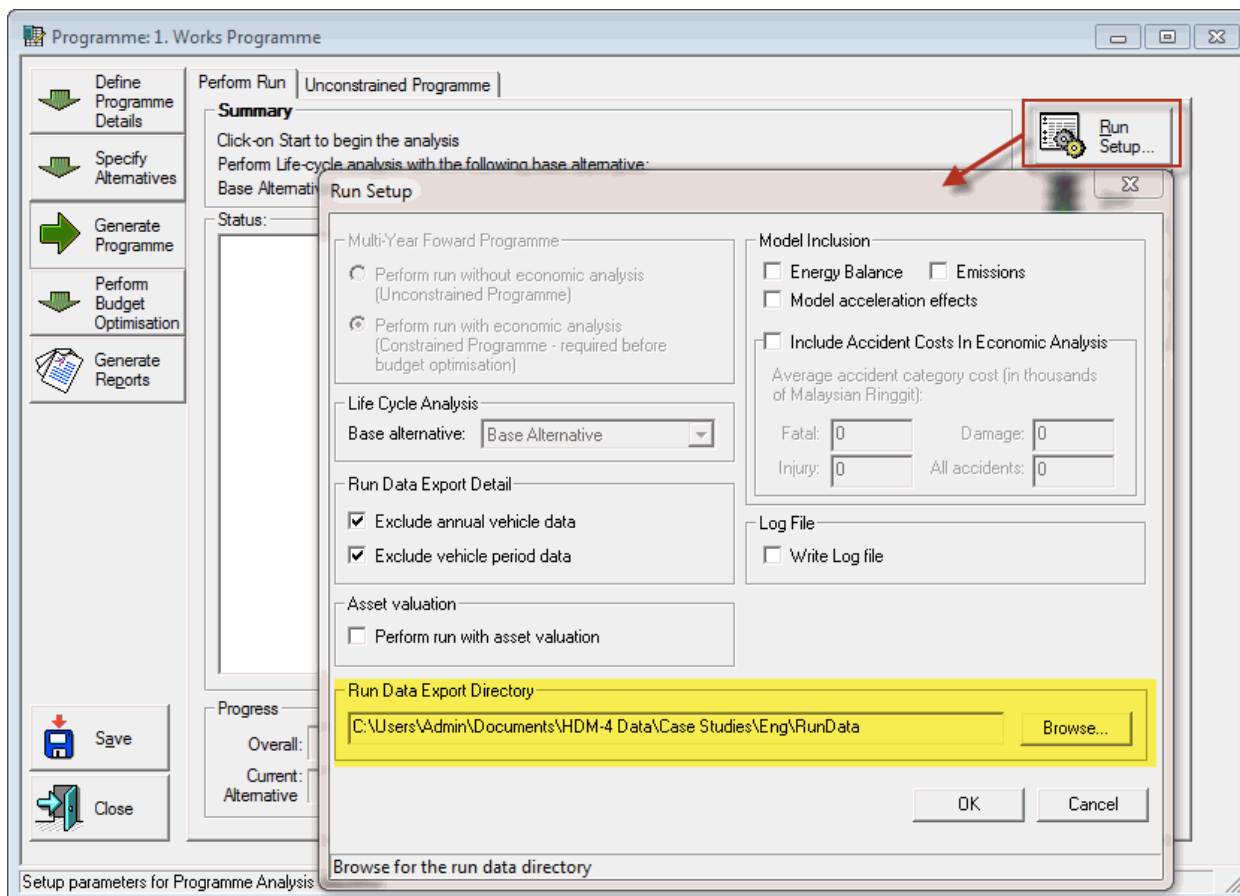 Programme: 1. Works Programme
Define
Programme
Details
Specify
Alternatives
Generate
Programme
Perform
Budget
Optimisation
Generate
Reports
Save
Close
Perform Run
Unconstrained Programme
Summary
Click-on Start to begin the analysis
Perform Life-cycle analysis with the following base alternative:
Base Alternativ
Status:
Progress
Overall:
Current:
Alternative
Run
Setup...
Run Setup
Multi-Year Foward Programme
Perform run without economic analysis
(Unconstrained Programme)
Perform run with economic analysis
(Constrained Programme - required before
budget optimisation)
Life Cycle Analysis
Base alternative: Base Alternative
Run Data Export Detail
Exclude annual vehicle data
Exclude vehicle period data
Asset valuation
Perform run with asset valuation
Model Inclusion
Energy Balance Emissions
Model acceleration effects
Include Accident Costs In Economic Analysis
Average accident category cost (in thousands
of Malaysian Ringgit):
Fatal: 0 Damage: 0
Injury: 0 All accidents: 0
Log File
Write Log file
Run Data Export Directory
C:\Users\Admin\Documents\HDM-4 Data\Case Studies\Eng\RunData Browse...
OK Cancel
Browse for the run data directory
Setup parameters for Programme Analysis